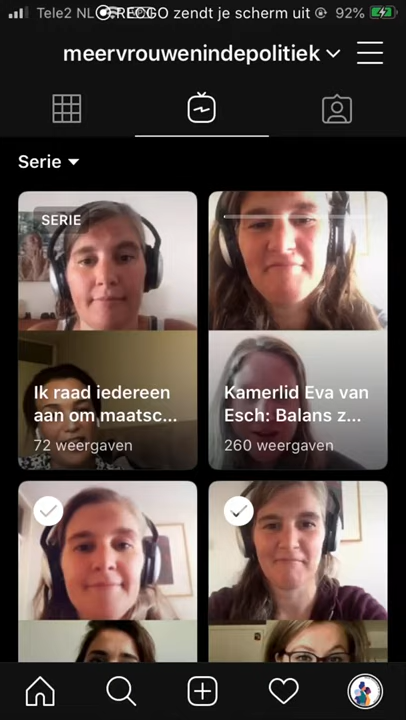 Tele2 NL
RECGO zendt je scherm uit
92%
meervrouwenindepolitiek
Serie
SERIE
Ik raad iedereen
aan om maatsc...
72 weergaven
Kamerlid Eva van
Esch: Balans z...
260 weergaven